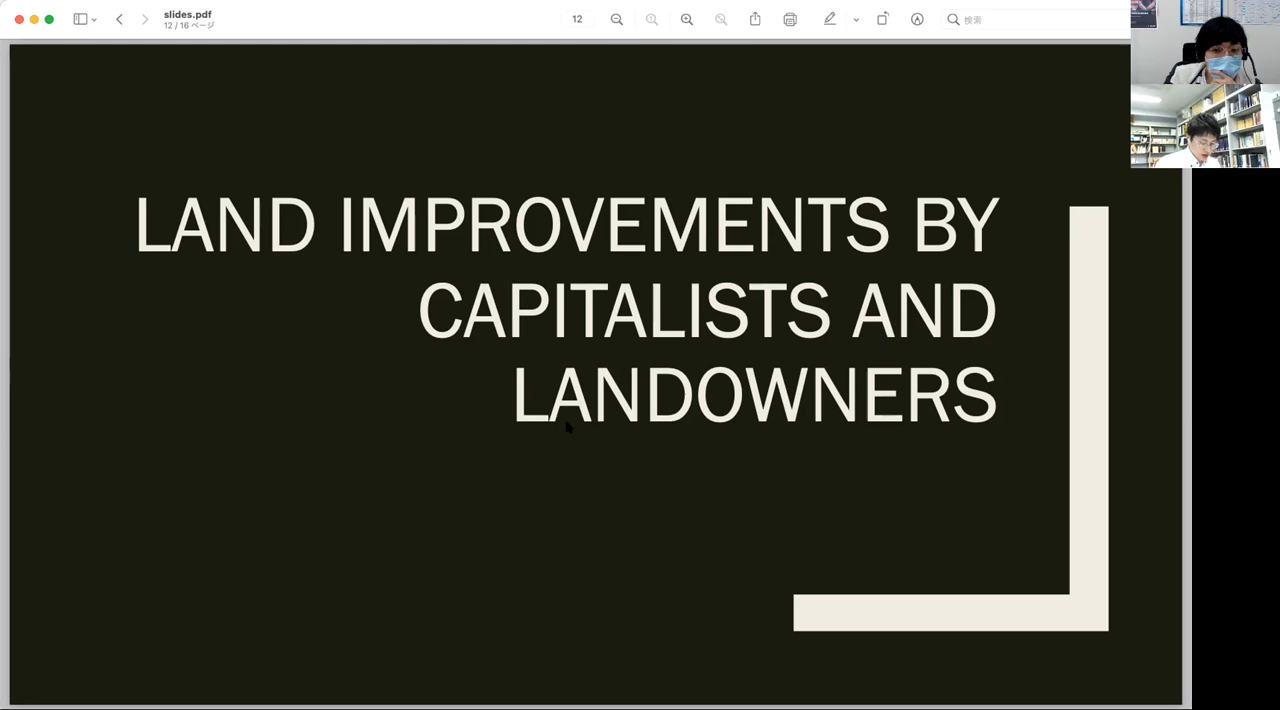 slides.pdf
12 / 16 ページ
12
検索
LAND IMPROVEMENTS BY
CAPITALISTS AND
LANDOWNERS